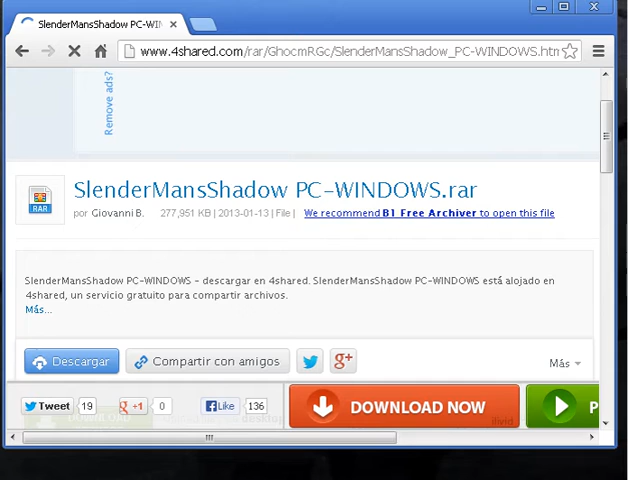 SlenderMansShadow PC-WIN
www.4shared.com/rar/GhocmRGc/SlenderMansShadow_PC-WINDOWS.htm
Remove ads?
SlenderMansShadow PC-WINDOWS.rar
RAR
por Giovanni B. 277,951 KB | 2013-01-13 | File | We recommend B1 Free Archiver to open this file
SlenderMansShadow PC-WINDOWS - descargar en 4shared. SlenderMansShadow PC-WINDOWS está alojado en
4shared, un servicio gratuito para compartir archivos.
Más...
Descargar
Compartir con amigos
g+
Más
Tweet 19
g +1 0
Like 136
DOWNLOAD NOW
ilivid
P